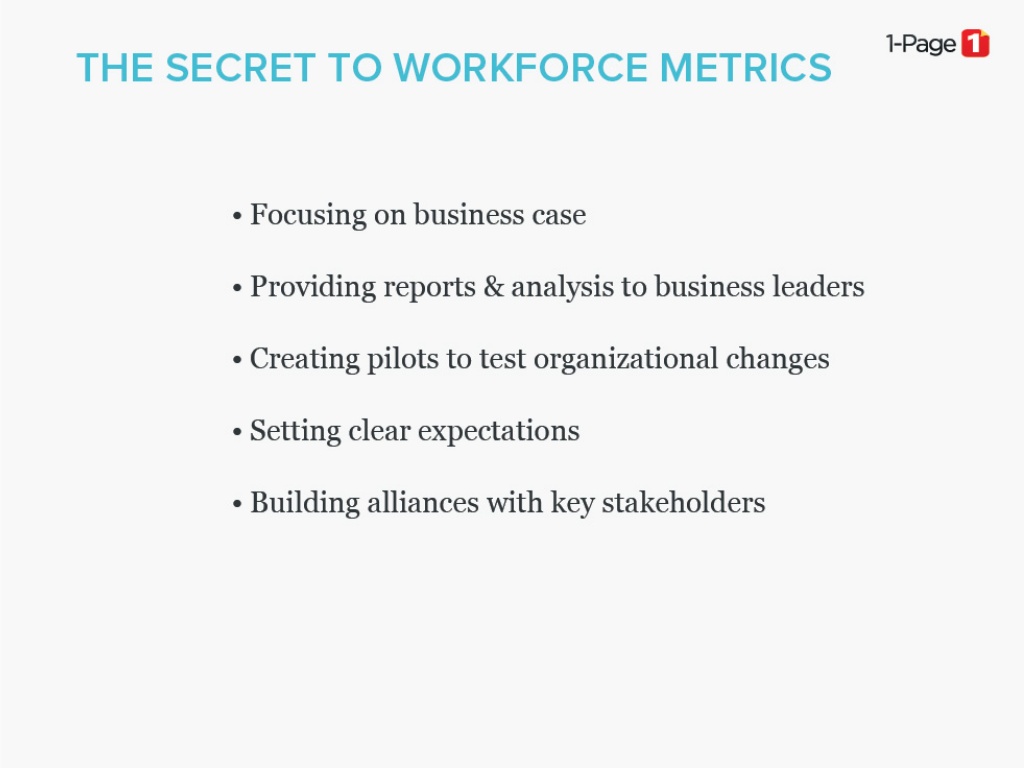 THE SECRET TO WORKFORCE METRICS
1-Page 1
• Focusing on business case
• Providing reports & analysis to business leaders
• Creating pilots to test organizational changes
• Setting clear expectations
• Building alliances with key stakeholders